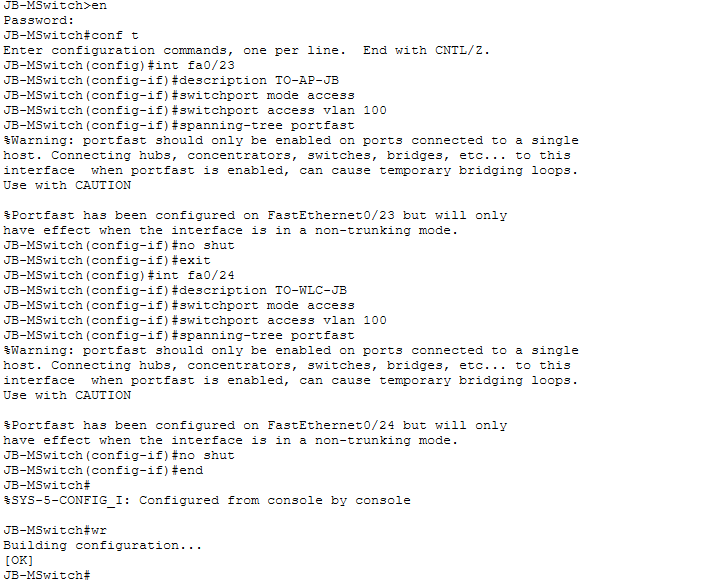 JB-MSwitch>en
Password:
JB-MSwitch#conf t
Enter configuration commands, one per line.  End with CNTL/Z.
JB-MSwitch(config)#int fa0/23
JB-MSwitch(config-if)#description TO-AP-JB
JB-MSwitch(config-if)#switchport mode access
JB-MSwitch(config-if)#switchport access vlan 100
JB-MSwitch(config-if)#spanning-tree portfast
%Warning: portfast should only be enabled on ports connected to a single
host. Connecting hubs, concentrators, switches, bridges, etc... to this
interface  when portfast is enabled, can cause temporary bridging loops.
Use with CAUTION

%Portfast has been configured on FastEthernet0/23 but will only
have effect when the interface is in a non-trunking mode.
JB-MSwitch(config-if)#no shut
JB-MSwitch(config-if)#exit
JB-MSwitch(config)#int fa0/24
JB-MSwitch(config-if)#description TO-WLC-JB
JB-MSwitch(config-if)#switchport mode access
JB-MSwitch(config-if)#switchport access vlan 100
JB-MSwitch(config-if)#spanning-tree portfast
%Warning: portfast should only be enabled on ports connected to a single
host. Connecting hubs, concentrators, switches, bridges, etc... to this
interface  when portfast is enabled, can cause temporary bridging loops.
Use with CAUTION

%Portfast has been configured on FastEthernet0/24 but will only
have effect when the interface is in a non-trunking mode.
JB-MSwitch(config-if)#no shut
JB-MSwitch(config-if)#end
JB-MSwitch#
%SYS-5-CONFIG_I: Configured from console by console

JB-MSwitch#wr
Building configuration...
[OK]
JB-MSwitch#